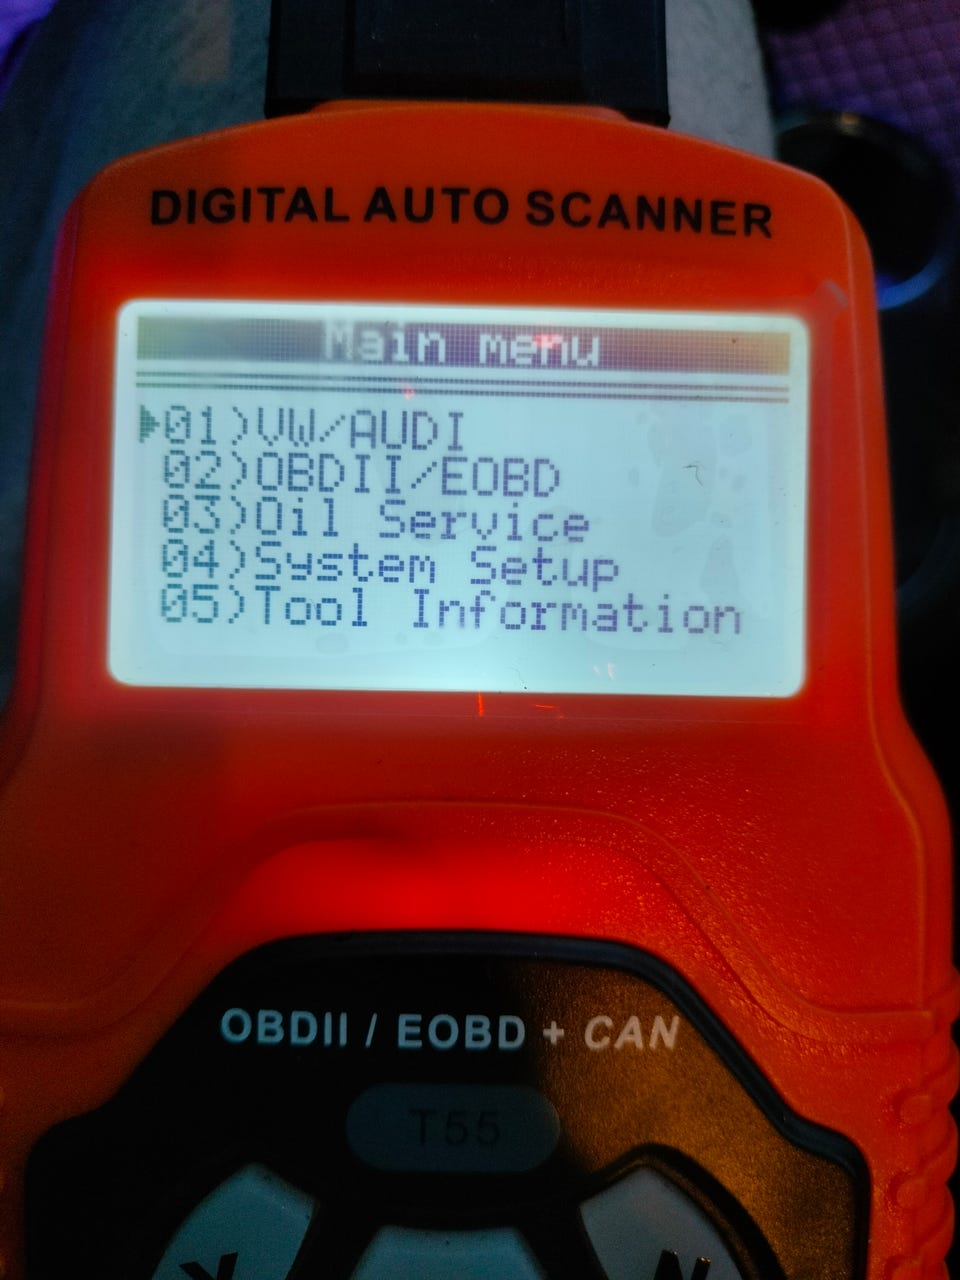 DIGITAL AUTO SCANNER
Main menu
01)VW/AUDI
02)OBDII/EOBD
03)Oil Service
04)System Setup
05)Tool Information
OBDII / EOBD + CAN
T55
Y
N